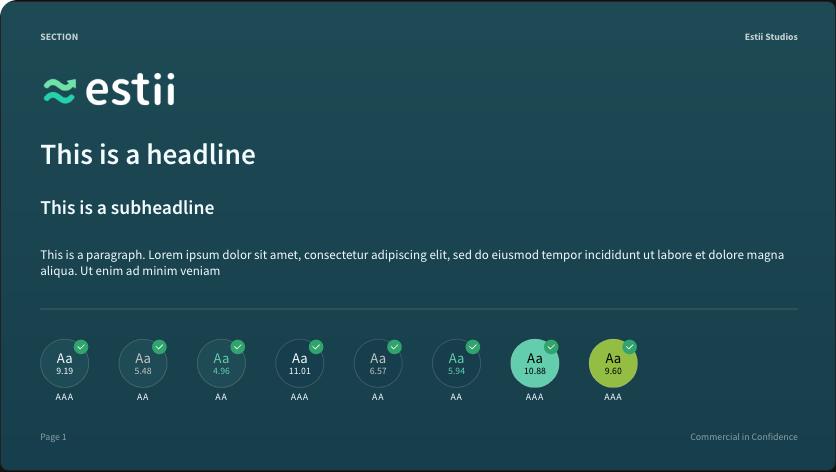 SECTION
Estii Studios
estii
This is a headline
This is a subheadline
This is a paragraph. Lorem ipsum dolor sit amet, consectetur adipiscing elit, sed do eiusmod tempor incididunt ut labore et dolore magna
aliqua. Ut enim ad minim veniam
Aa Aa Aa Aa Aa Aa Aa Aa
9.19 5.48 4.96 11.01 6.57 5.94 10.88 9.60
AAA AA AA AAA AA AA AAA AAA
Page 1
Commercial in Confidence